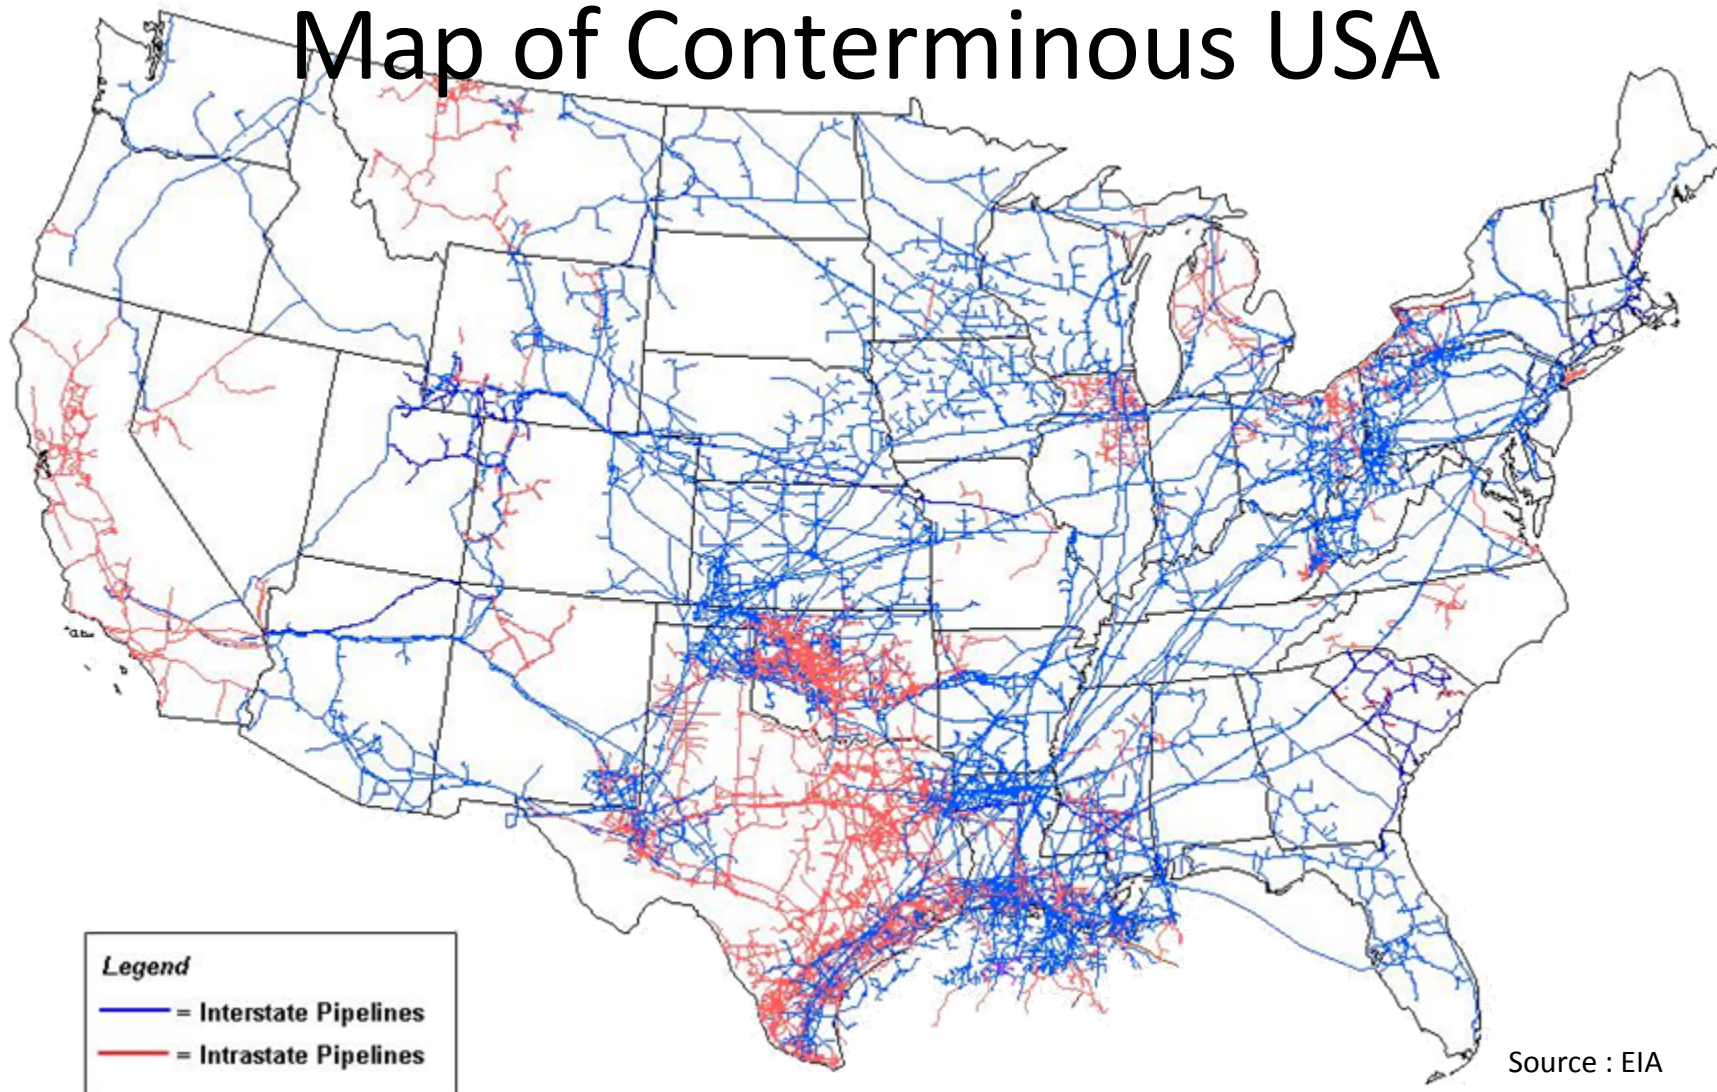 Map of Conterminous USA
Legend
= Interstate Pipelines
= Intrastate Pipelines
Source : EIA